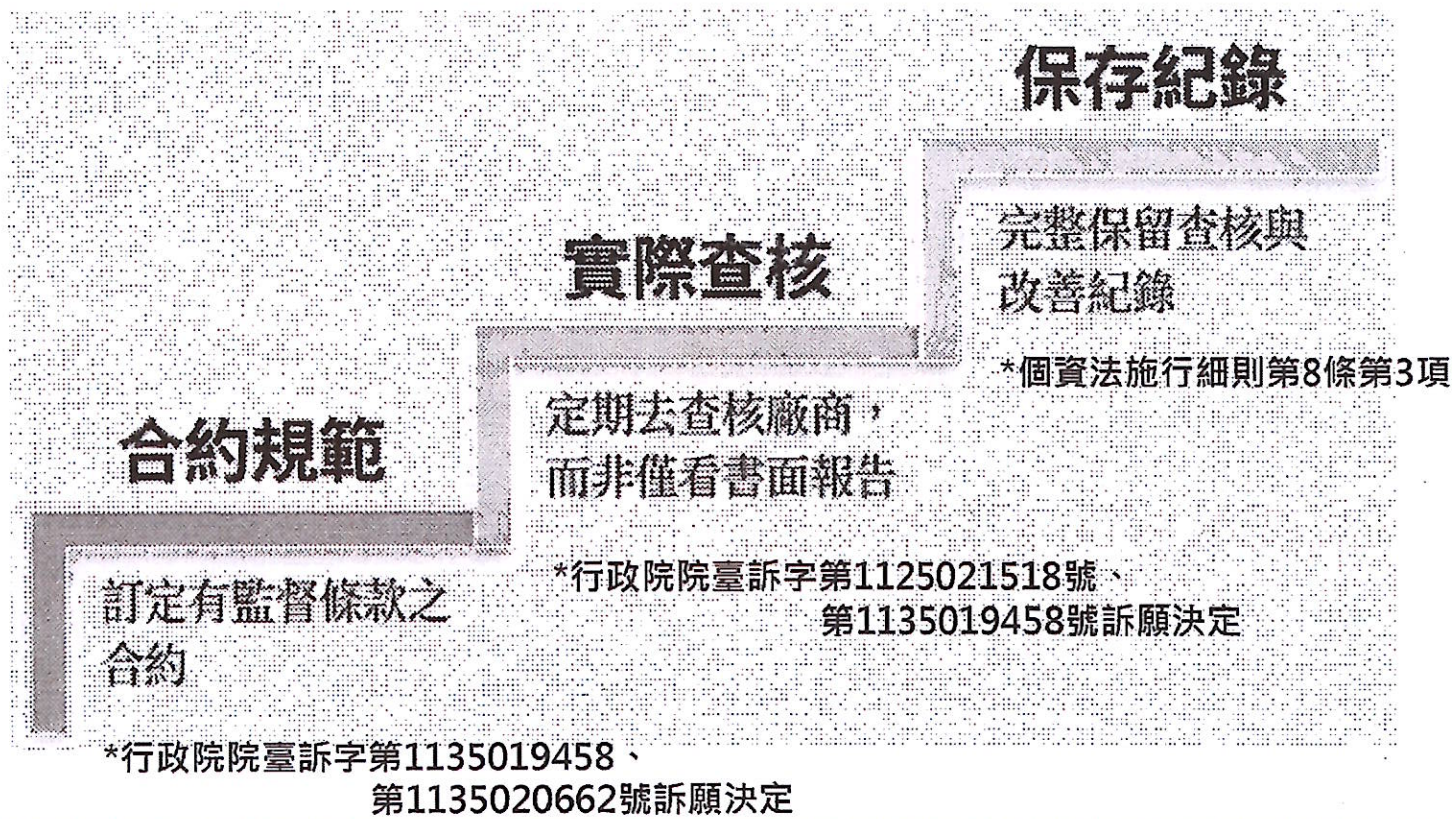 合約規範
訂定有監督條款之
合約
*行政院院臺訴字第1135019458、
第1135020662號訴願決定
實際查核
定期去查核廠商，
而非僅看書面報告
*行政院院臺訴字第1125021518號、
第1135019458號訴願決定
保存紀錄
完整保留查核與
改善紀錄
*個資法施行細則第8條第3項